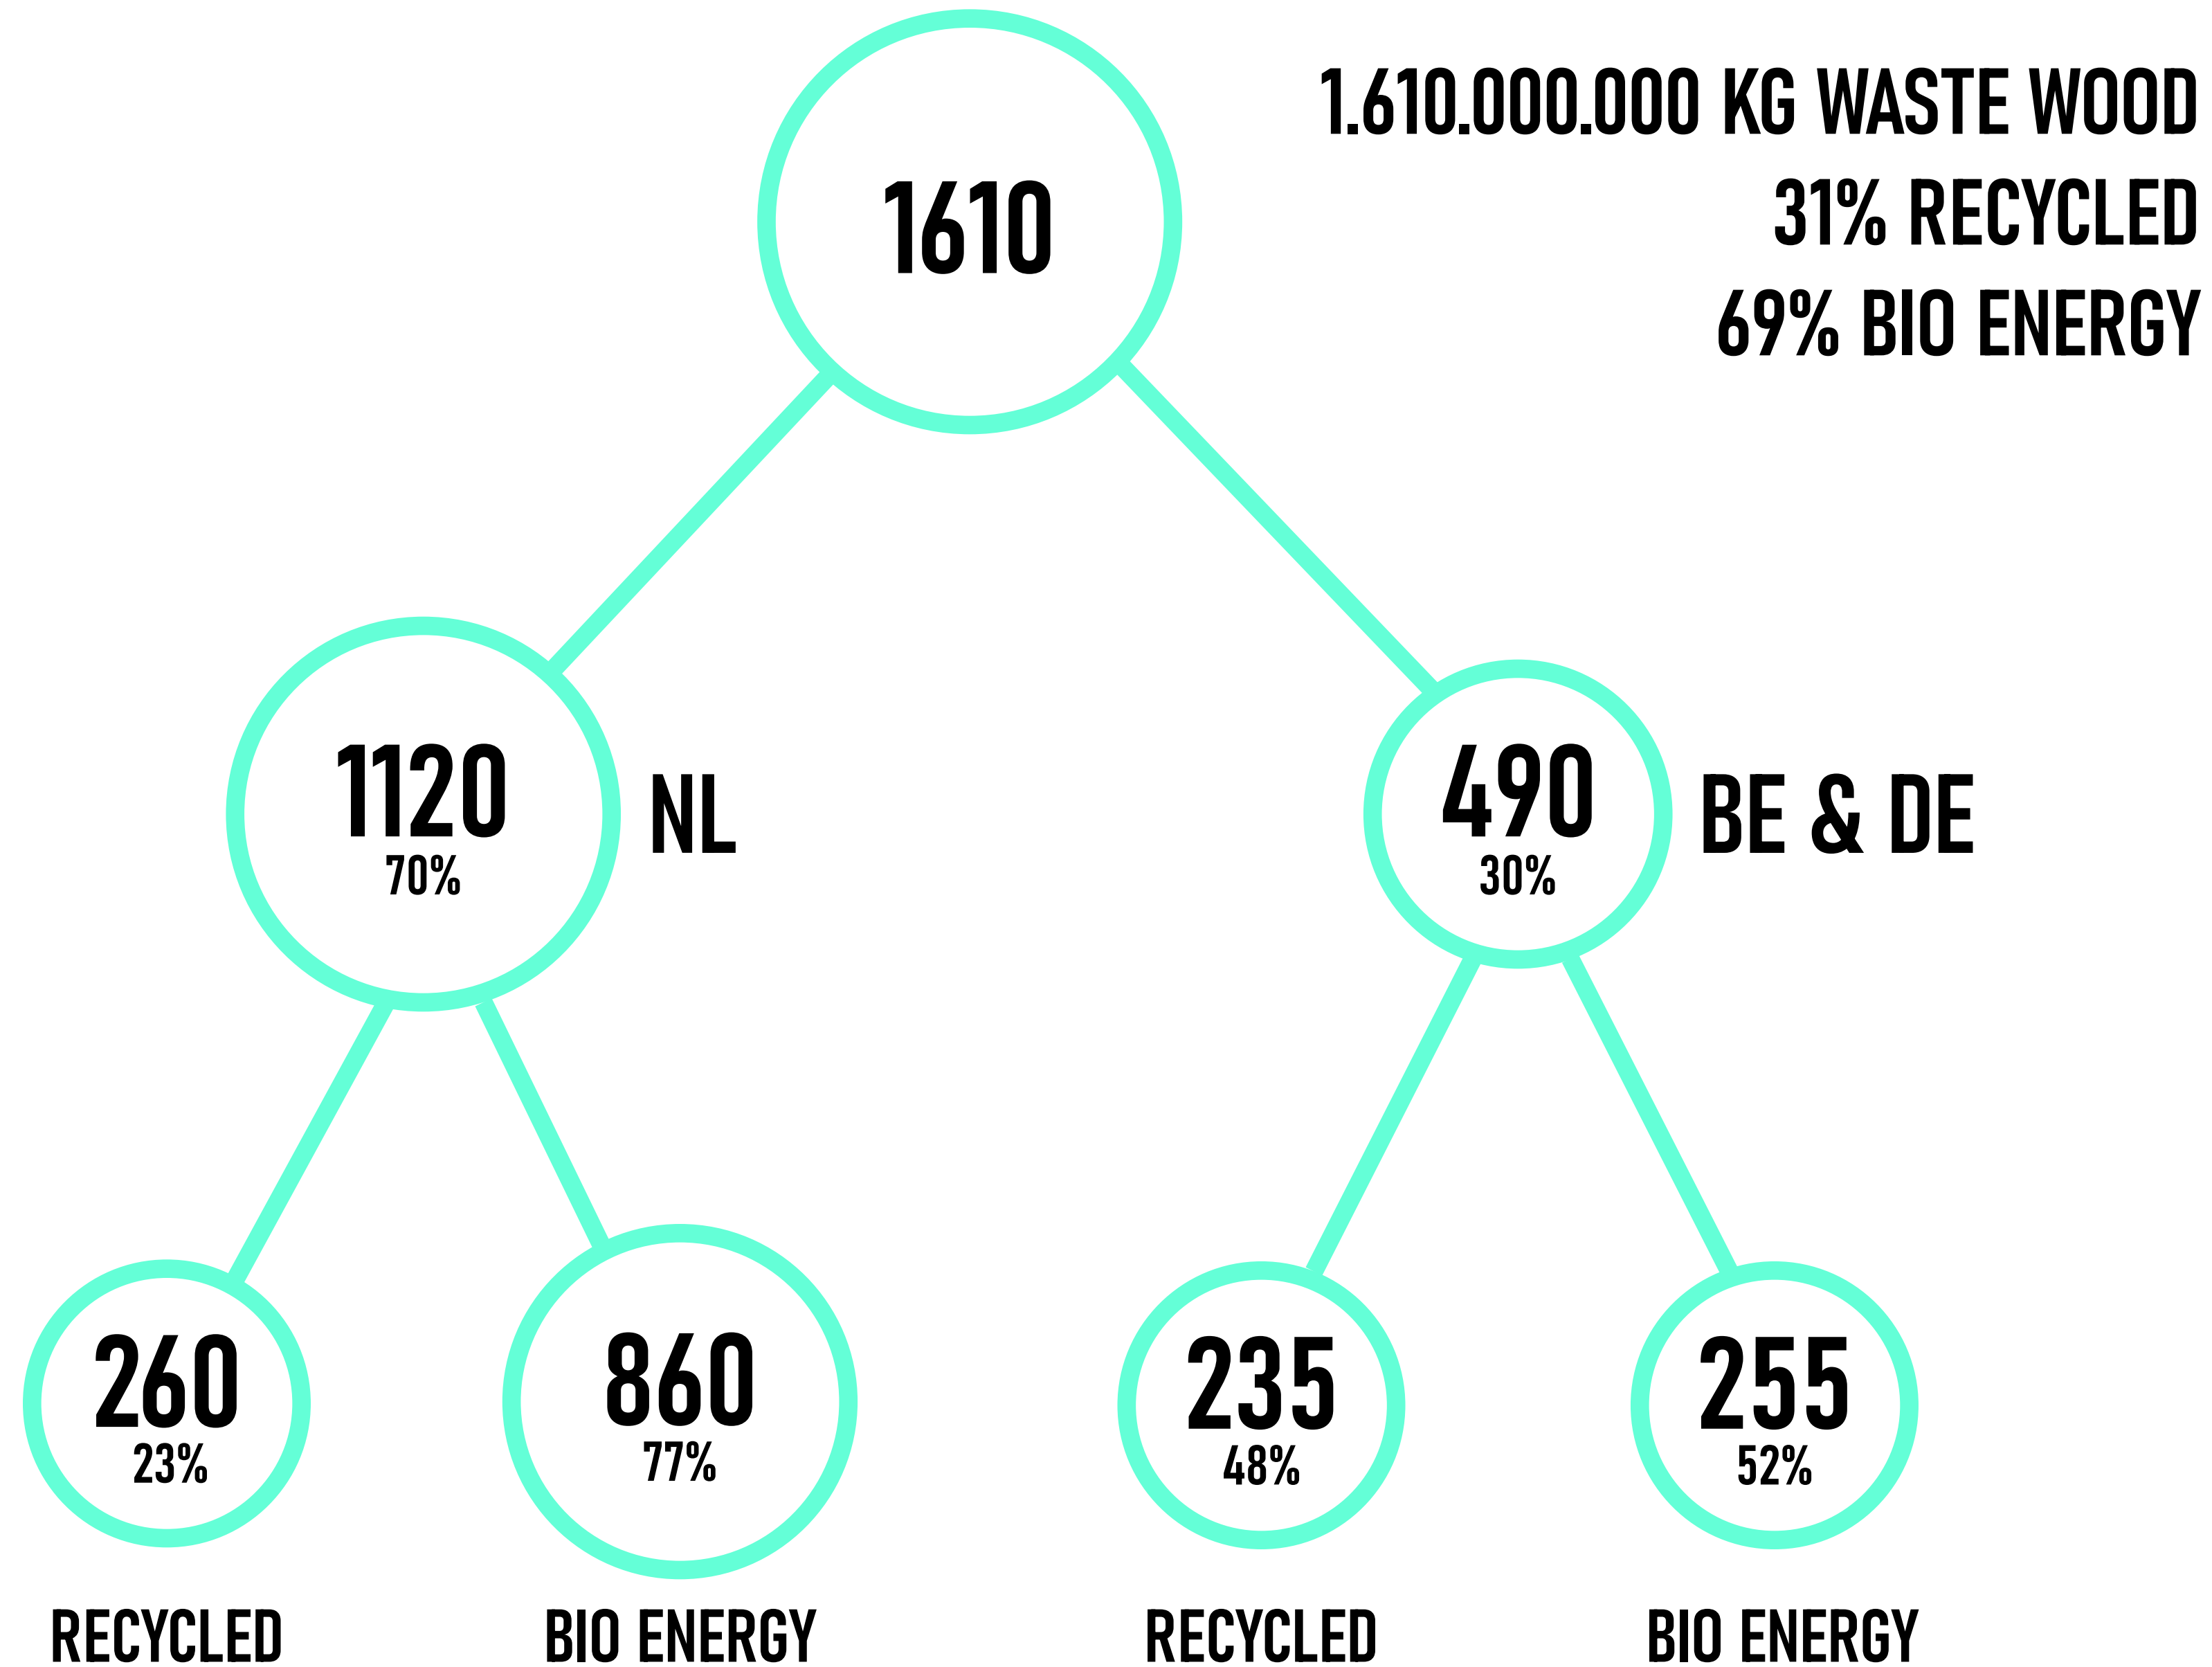 1.610.000.000 KG WASTE WOOD
31% RECYCLED
69% BIO ENERGY
1610
1120
70%
NL
490
30%
BE & DE
260
23%
860
77%
235
48%
255
52%
RECYCLED
BIO ENERGY
RECYCLED
BIO ENERGY